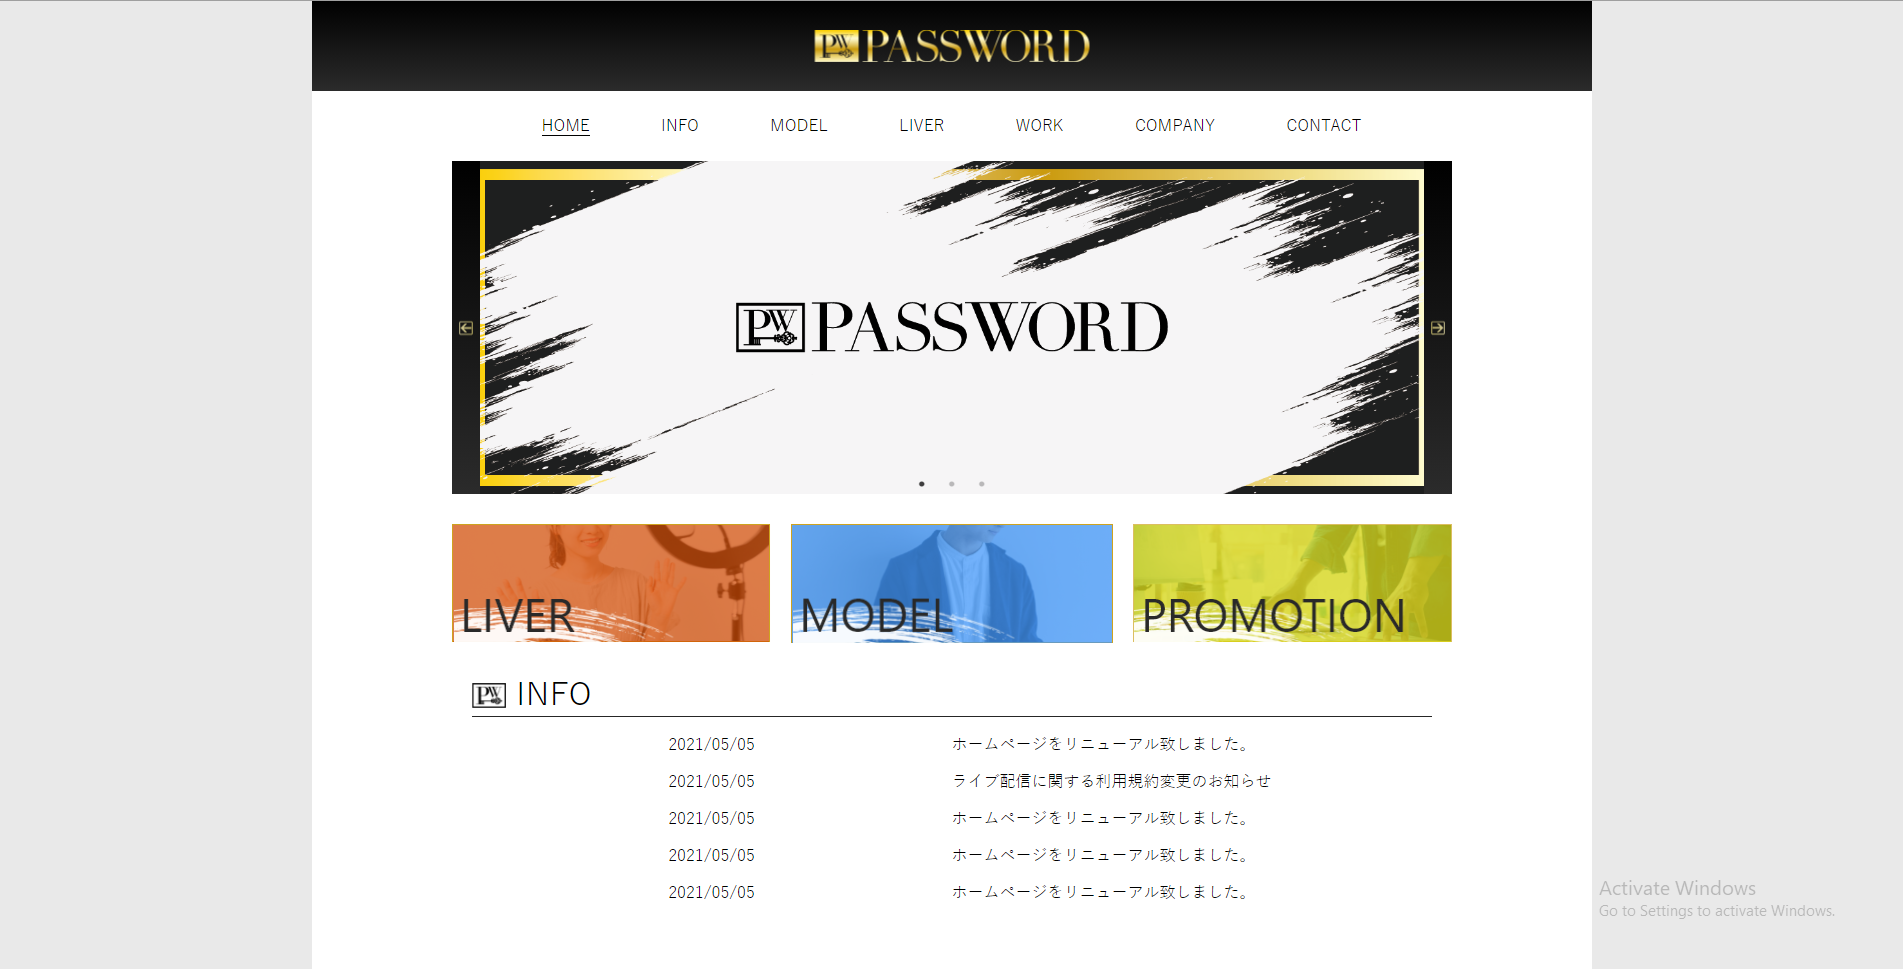 PW PASSWORD
HOME INFO MODEL LIVER WORK COMPANY CONTACT
PW PASSWORD
LIVER MODEL PROMOTION
PW INFO
2021/05/05 ホームページをリニューアル致しました。
2021/05/05 ライブ配信に関する利用規約変更のお知らせ
2021/05/05 ホームページをリニューアル致しました。
2021/05/05 ホームページをリニューアル致しました。
2021/05/05 ホームページをリニューアル致しました。
Activate Windows
Go to Settings to activate Windows.